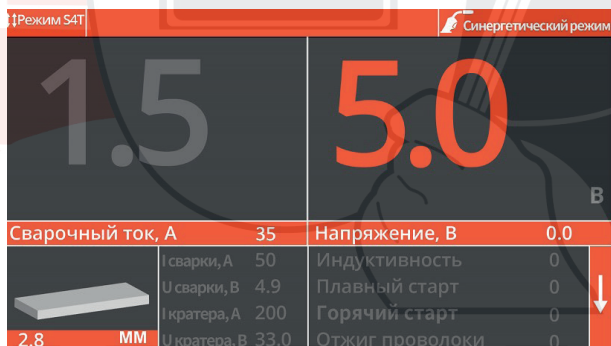 Режим S4T
Синергетический режим
1.5
5.0
В
Сварочный ток, А 35
Напряжение, В 0.0
I сварки, А 50
U сварки, В 4.9
I кратера, А 200
U кратера, В 33.0
Индуктивность 0
Плавный старт 0
Горячий старт 0
Отжиг проволоки 0
2.8 ММ